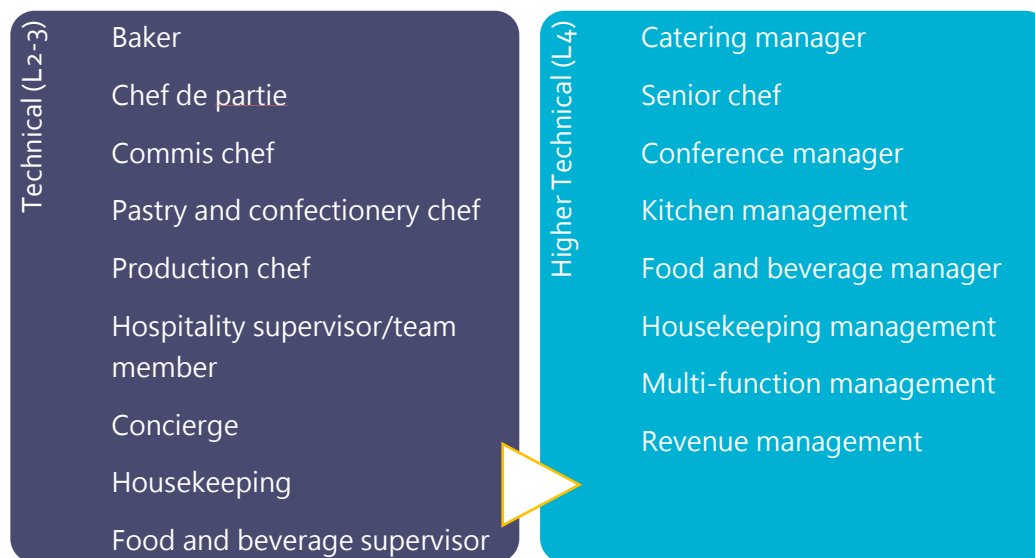 Technical (L2-3)
Baker
Chef de partie
Commis chef
Pastry and confectionery chef
Production chef
Hospitality supervisor/team
member
Concierge
Housekeeping
Food and beverage supervisor
Higher Technical (L4)
Catering manager
Senior chef
Conference manager
Kitchen management
Food and beverage manager
Housekeeping management
Multi-function management
Revenue management